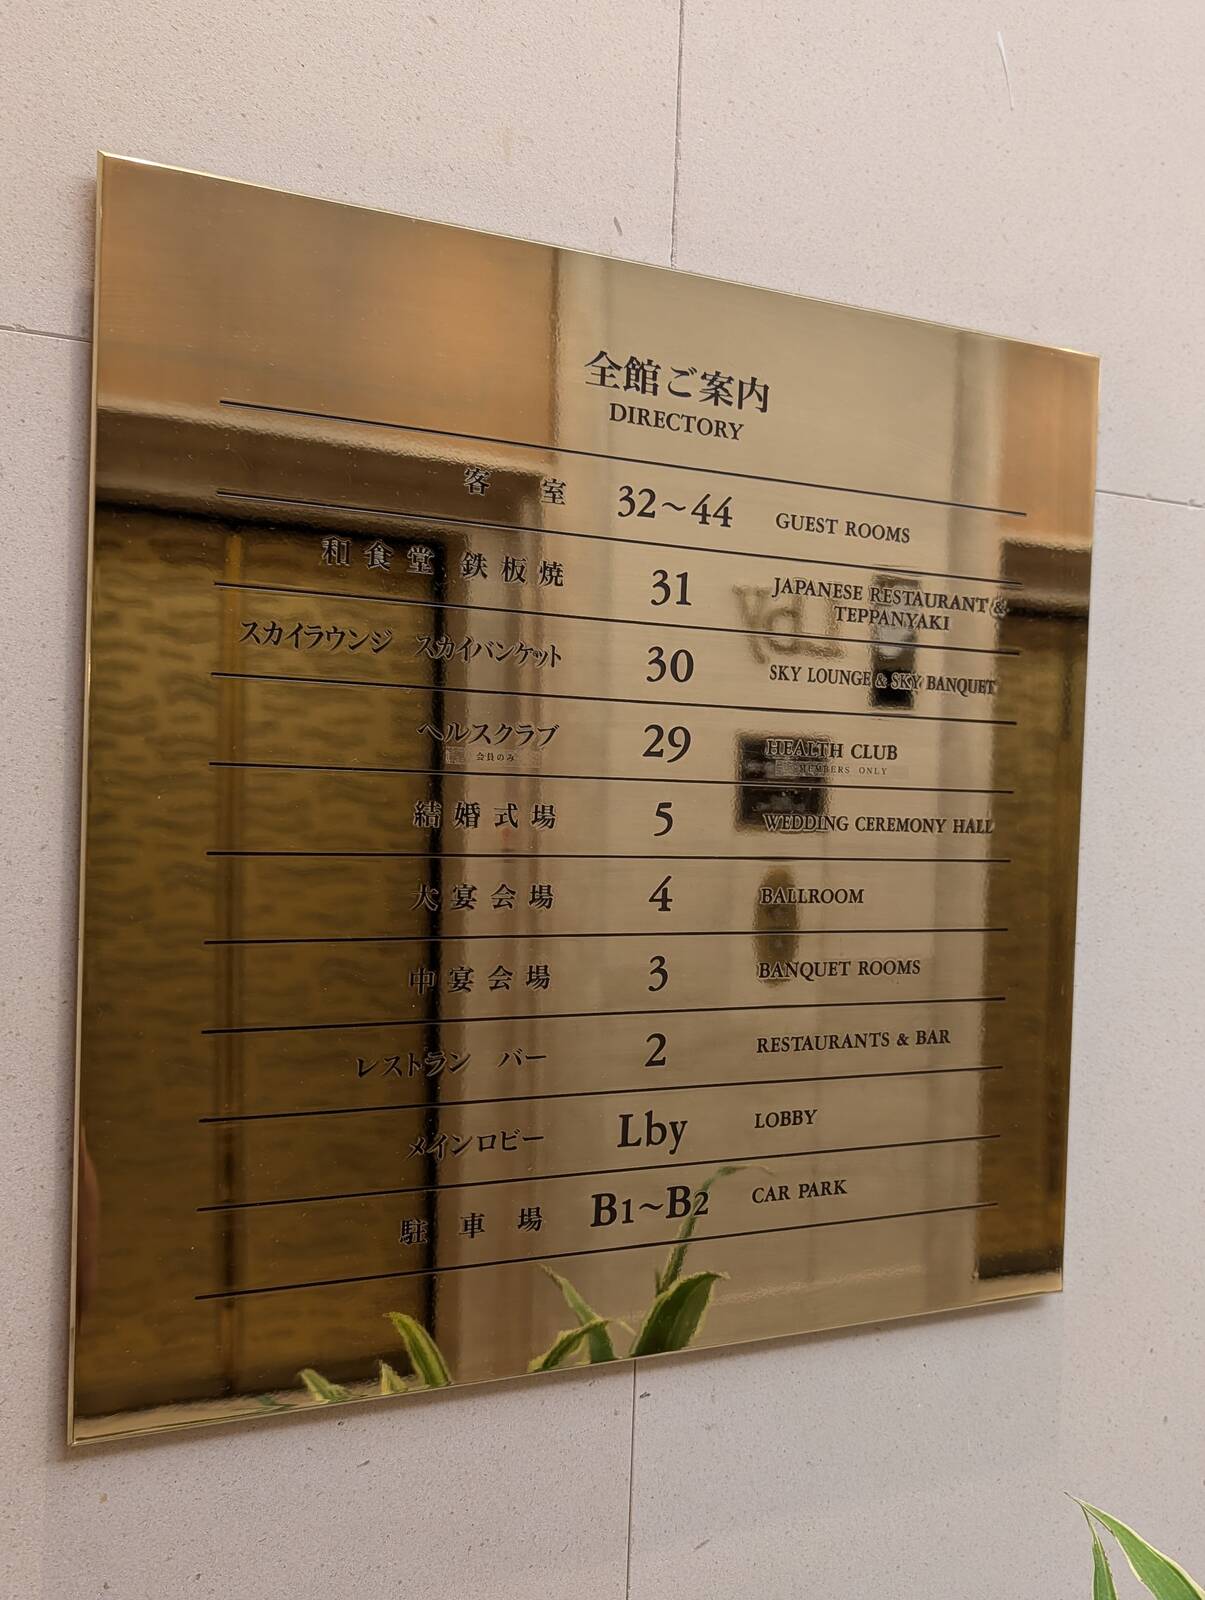 全館ご案内
DIRECTORY
客 室 32～44 GUEST ROOMS
和食堂 鉄板焼 31 JAPANESE RESTAURANT & TEPPANYAKI
スカイラウンジ スカイバンケット 30 SKY LOUNGE & SKY BANQUET
ヘルスクラブ 29 HEALTH CLUB
会員のみ MEMBERS ONLY
結婚式場 5 WEDDING CEREMONY HALL
大宴会場 4 BALLROOM
中宴会場 3 BANQUET ROOMS
レストラン バー 2 RESTAURANTS & BAR
メインロビー Lby LOBBY
駐車場 B1～B2 CAR PARK